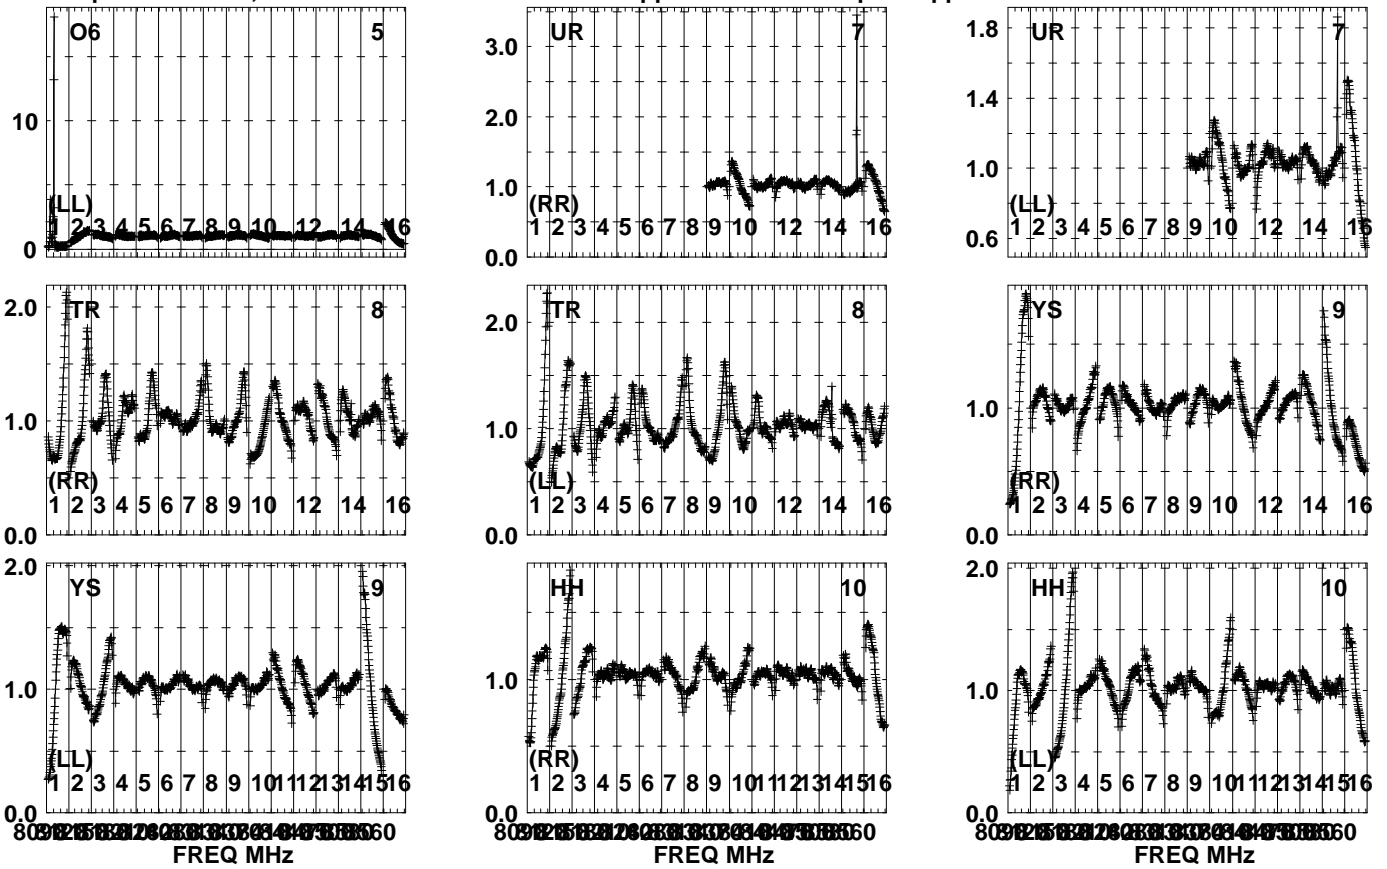 O6 5
10
(LL)
1 2 3 4 5 6 7 8 9 10 12 14 16
0
UR 7
3.0
2.0
1.0
(RR)
1 2 3 4 5 6 7 8 9 10 12 14 16
0.0
UR 7
1.8
1.4
1.0
(LL)
1 2 3 4 5 6 7 8 9 10 12 14 16
0.6
TR 8
2.0
1.0
(RR)
1 2 3 4 5 6 7 8 9 10 12 14 16
0.0
TR 8
2.0
1.0
(LL)
1 2 3 4 5 6 7 8 9 10 12 14 16
0.0
YS 9
1.0
(RR)
1 2 3 4 5 6 7 8 9 10 12 14 16
0.0
YS 9
2.0
1.0
(LL)
1 2 3 4 5 6 7 8 9 10 11 12 13 14 15 16
0.0
FREQ MHz
HH 10
1.0
(RR)
1 2 3 4 5 6 7 8 9 10 11 12 13 14 15 16
0.0
FREQ MHz
HH 10
2.0
1.0
(LL)
1 2 3 4 5 6 7 8 9 10 11 12 13 14 15 16
0.0
FREQ MHz